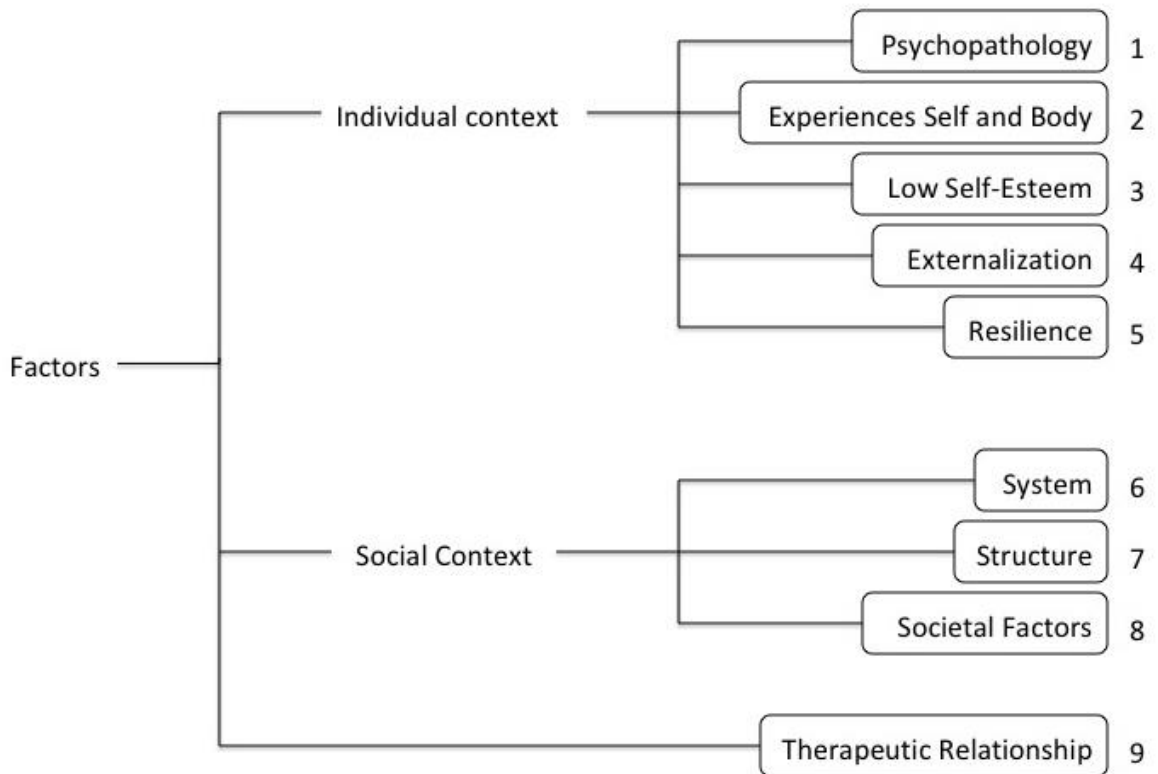 Psychopathology 1
Individual context
Experiences Self and Body 2
Low Self-Esteem 3
Externalization 4
Resilience 5
Factors
System 6
Social Context
Structure 7
Societal Factors 8
Therapeutic Relationship 9